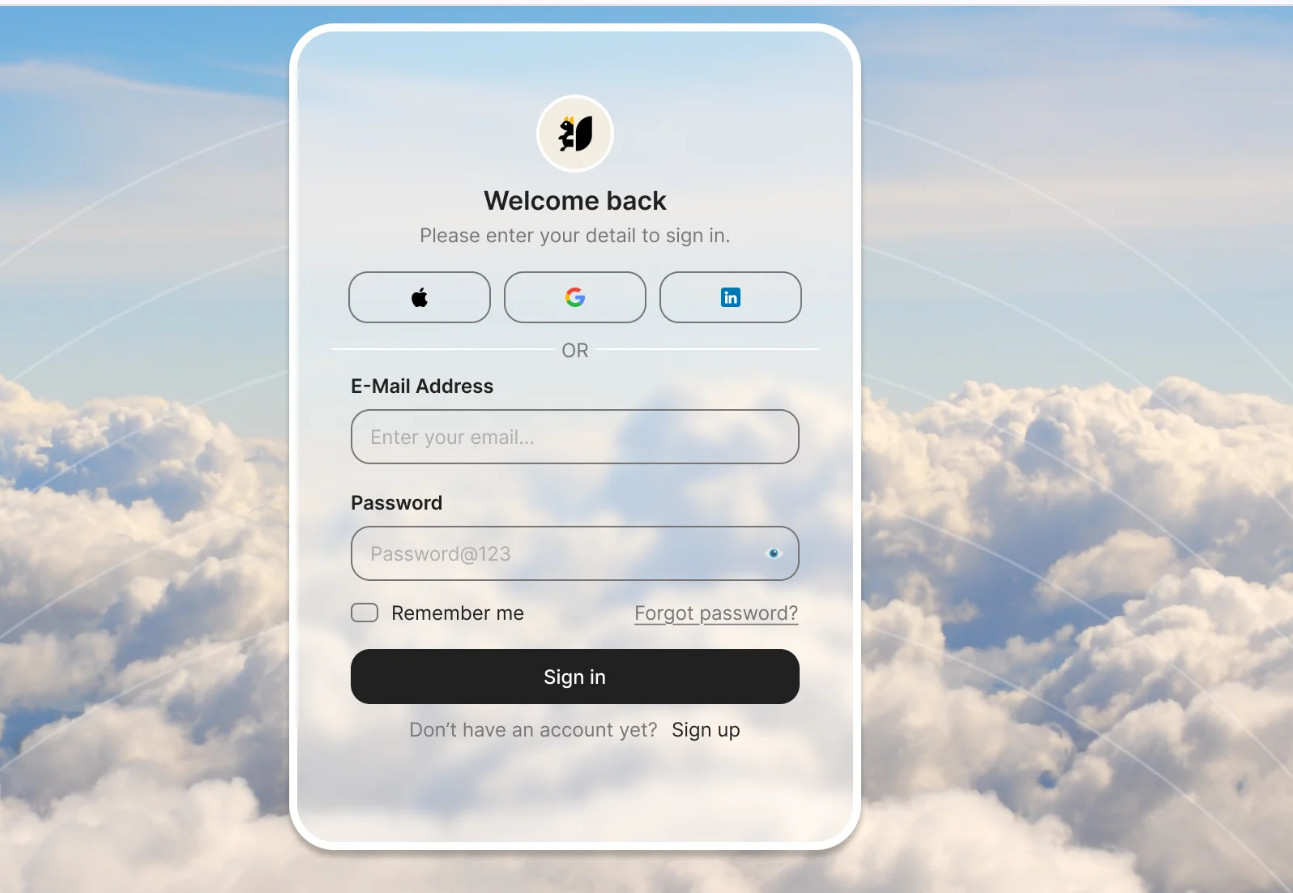 Welcome back
Please enter your detail to sign in.
in
OR
E-Mail Address
Enter your email...
Password
Password@123
Remember me
Forgot password?
Sign in
Don’t have an account yet? Sign up